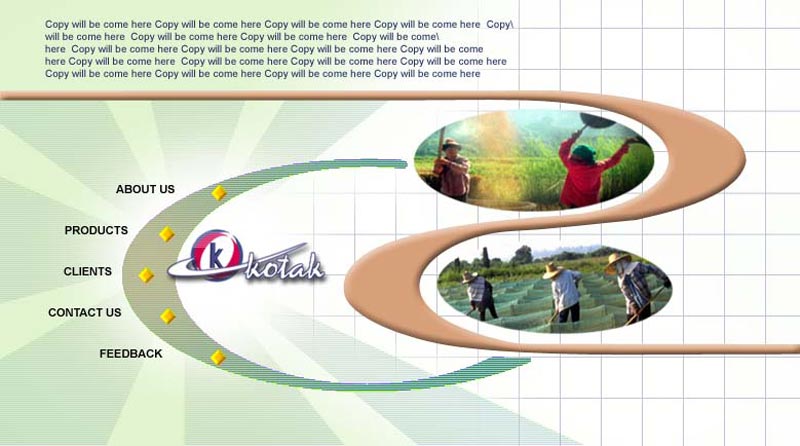 Copy will be come here Copy will be come here Copy will be come here Copy will be come here  Copy\
will be come here  Copy will be come here Copy will be come here  Copy will be come\
here  Copy will be come here Copy will be come here Copy will be come here Copy will be come
here Copy will be come here  Copy will be come here Copy will be come here Copy will be come here
Copy will be come here Copy will be come here Copy will be come here Copy will be come here
ABOUT US
PRODUCTS
k kotak
CLIENTS
CONTACT US
FEEDBACK